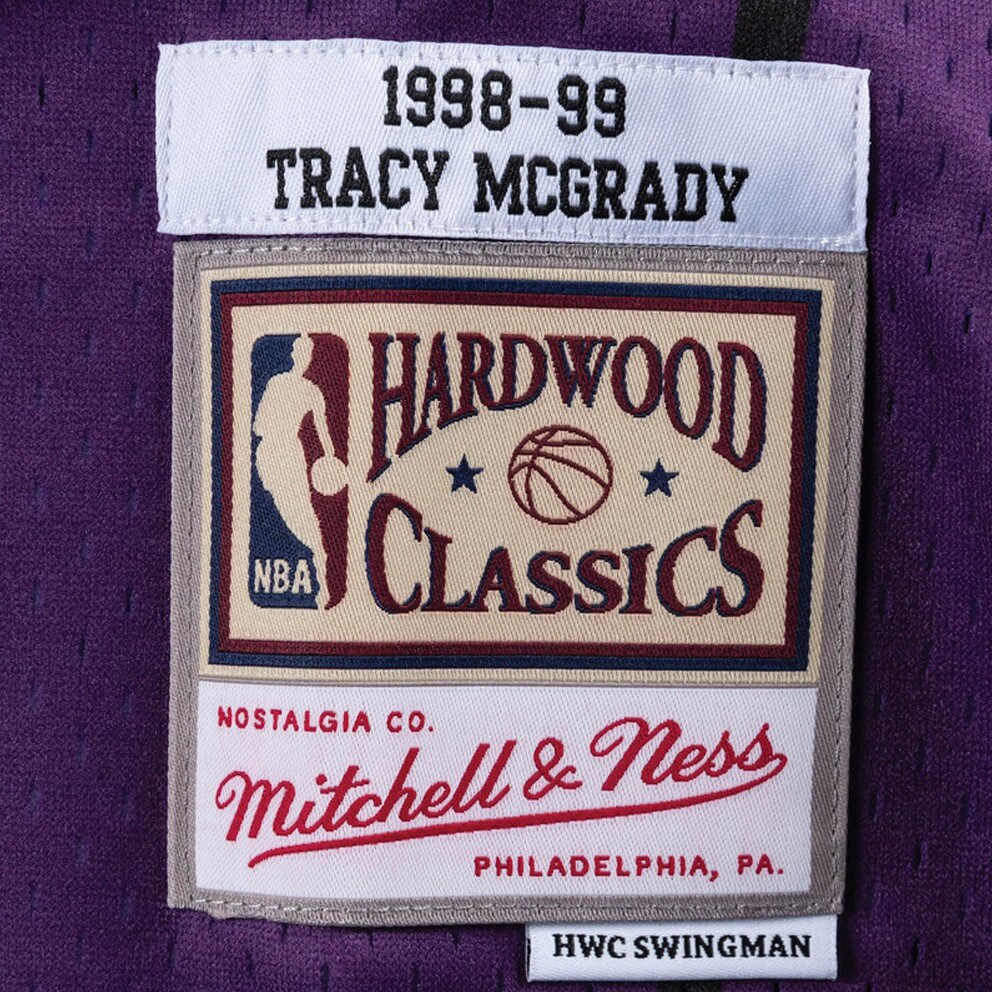 1998-99
TRACY MCGRADY
HARDWOOD
CLASSICS
NBA
NOSTALGIA CO.
Mitchell & Ness
PHILADELPHIA, PA.
HWC SWINGMAN